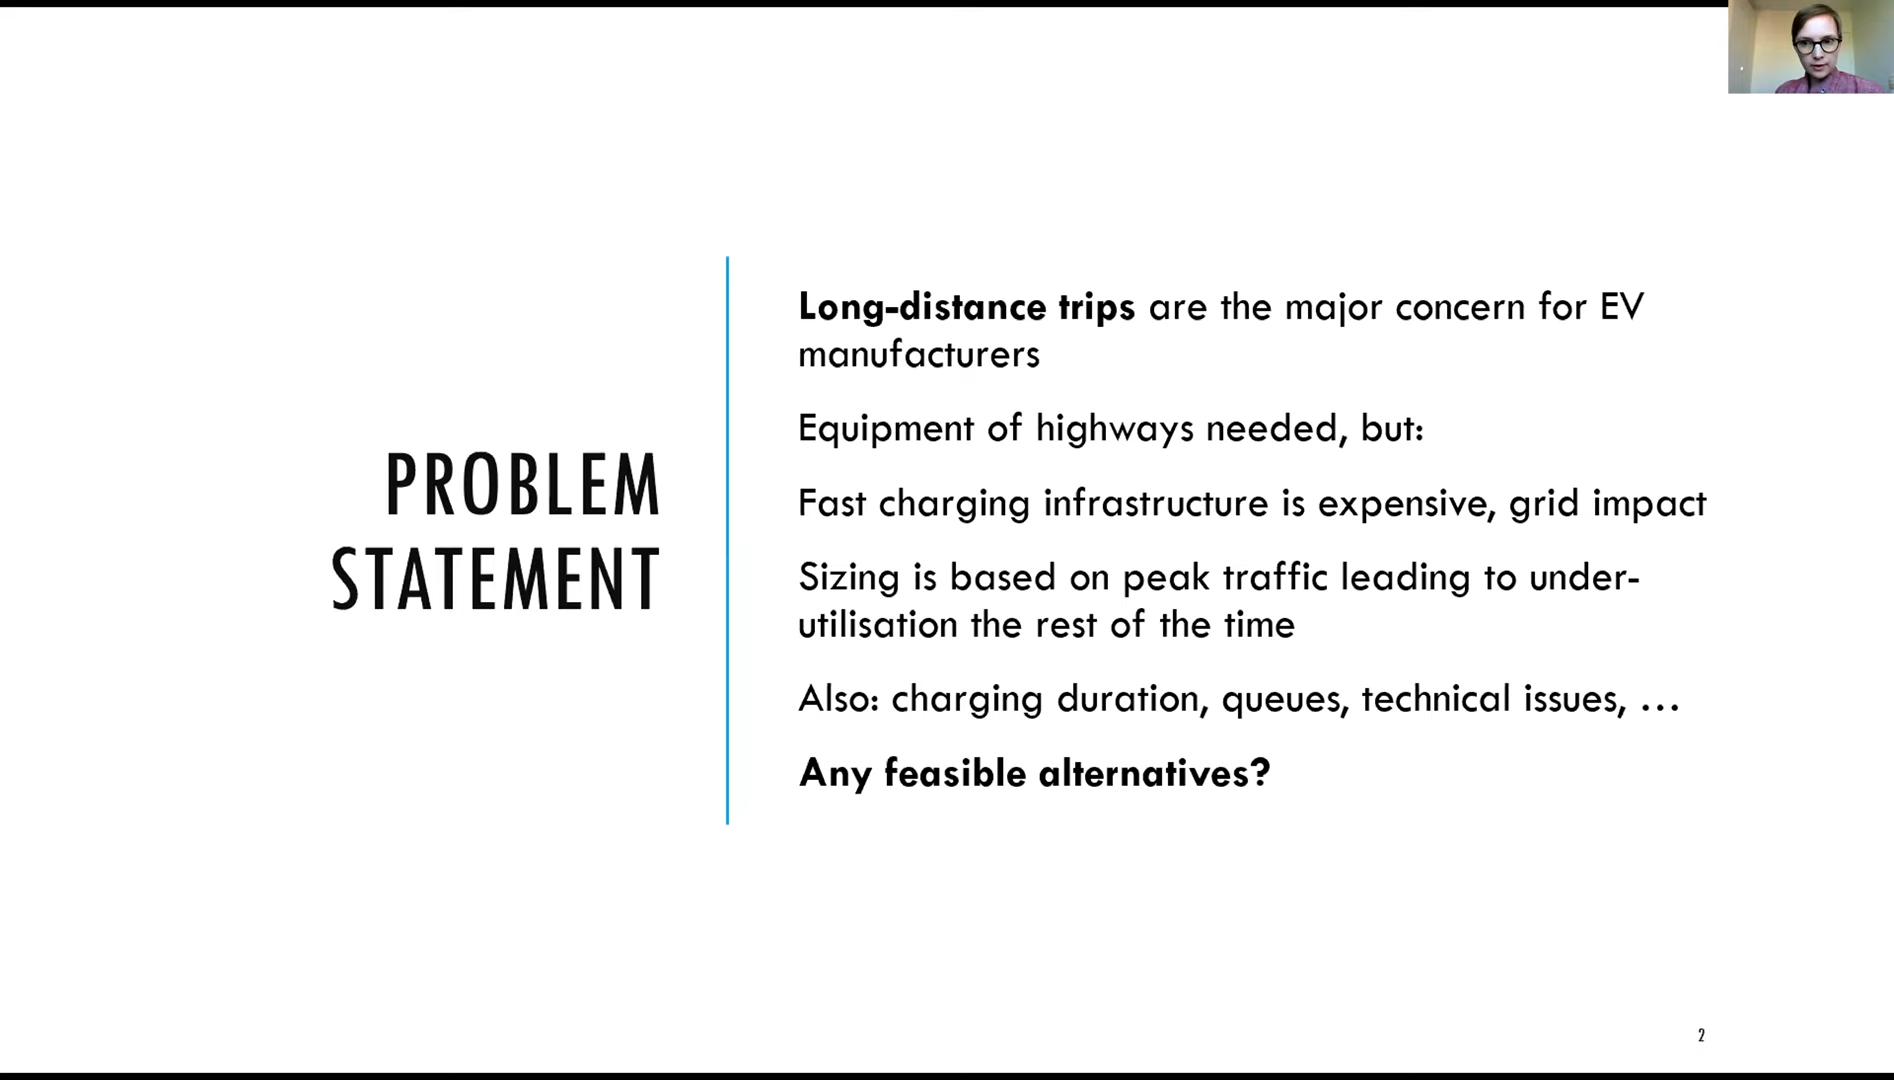 PROBLEM
STATEMENT
Long-distance trips are the major concern for EV
manufacturers
Equipment of highways needed, but:
Fast charging infrastructure is expensive, grid impact
Sizing is based on peak traffic leading to under-
utilisation the rest of the time
Also: charging duration, queues, technical issues, …
Any feasible alternatives?
2